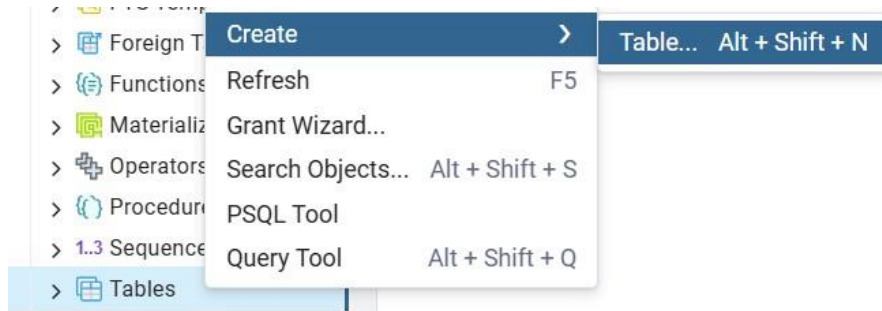 Foreign T
Functions
Materializ
Operators
Procedur
1..3 Sequence
Tables
Create
Refresh F5
Grant Wizard...
Search Objects... Alt + Shift + S
PSQL Tool
Query Tool Alt + Shift + Q
Table... Alt + Shift + N